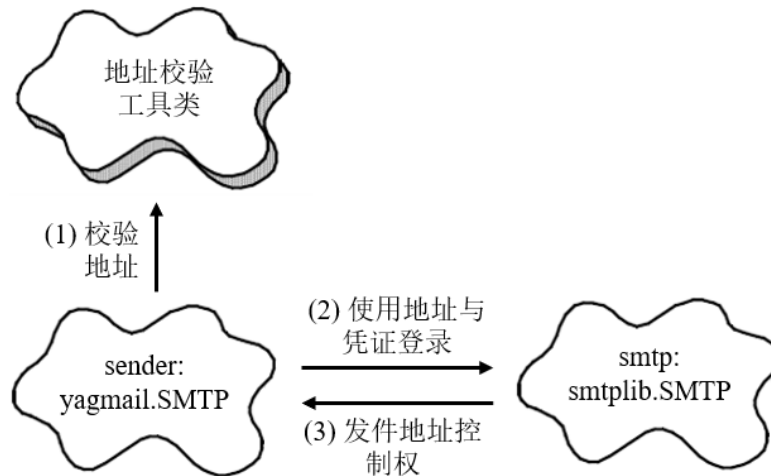 地址校验
工具类
(1) 校验
地址
(2) 使用地址与
凭证登录
sender:
yagmail.SMTP
smtp:
smtplib.SMTP
(3) 发件地址控
制权